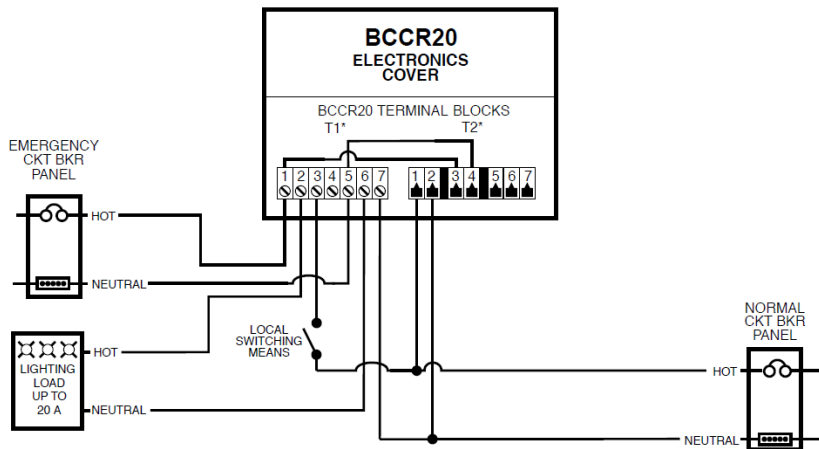 BCCR20
ELECTRONICS
COVER
BCCR20 TERMINAL BLOCKS
T1* T2*
1 2 3 4 5 6 7 1 2 3 4 5 6 7
EMERGENCY
CKT BKR
PANEL
HOT
NEUTRAL
HOT
LIGHTING
LOAD
UP TO
20 A
NEUTRAL
LOCAL
SWITCHING
MEANS
NORMAL
CKT BKR
PANEL
HOT
NEUTRAL